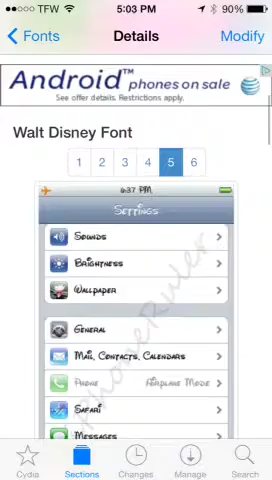 TFW 5:03 PM 90%
Fonts Details Modify
Android™ phones on sale
See offer details. Restrictions apply.
at&t
Walt Disney Font
1 2 3 4 5 6
6:37 PM
Settings
Sounds
Brightness
Wallpaper
General
Mail, Contacts, Calendars
Phone Airplane Mode
Safari
Messages
PhoneRuler
Cydia Sections Changes Manage Search